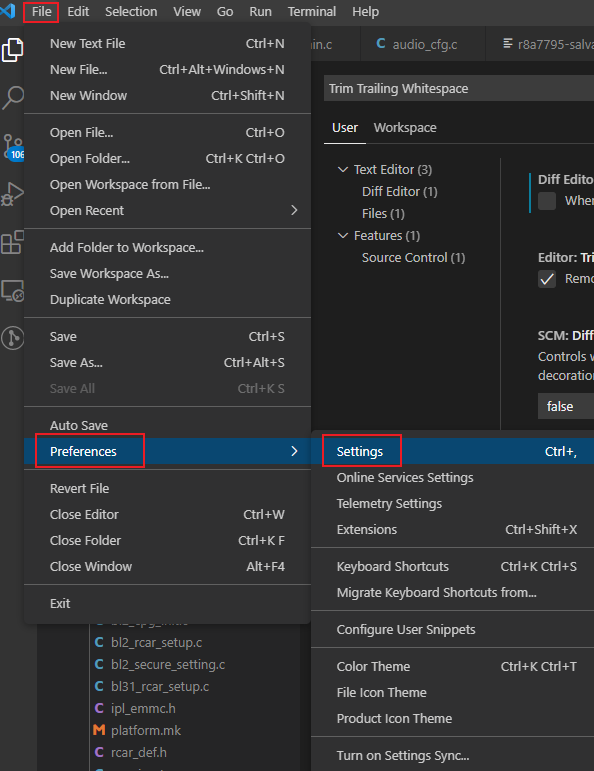 File Edit Selection View Go Run Terminal Help
New Text File Ctrl+N
New File... Ctrl+Alt+Windows+N
New Window Ctrl+Shift+N
Open File... Ctrl+O
Open Folder... Ctrl+K Ctrl+O
Open Workspace from File...
Open Recent
Add Folder to Workspace...
Save Workspace As...
Duplicate Workspace
Save Ctrl+S
Save As... Ctrl+Alt+S
Save All Ctrl+K S
Auto Save
Preferences
Revert File
Close Editor Ctrl+W
Close Folder Ctrl+K F
Close Window Alt+F4
Exit
106
in.c C audio_cfg.c r8a7795-salva
Trim Trailing Whitespace
User Workspace
Text Editor (3)
Diff Editor (1)
Files (1)
Features (1)
Source Control (1)
Diff Edito
Wher
Editor: Tri
Remo
SCM: Diff
Controls w
decoration
false
Settings Ctrl+,
Online Services Settings
Telemetry Settings
Extensions Ctrl+Shift+X
Keyboard Shortcuts Ctrl+K Ctrl+S
Migrate Keyboard Shortcuts from...
Configure User Snippets
Color Theme Ctrl+K Ctrl+T
File Icon Theme
Product Icon Theme
Turn on Settings Sync...
C bl2_rcar_setup.c
C bl2_secure_setting.c
C bl31_rcar_setup.c
C ipl_emmc.h
M platform.mk
C rcar_def.h